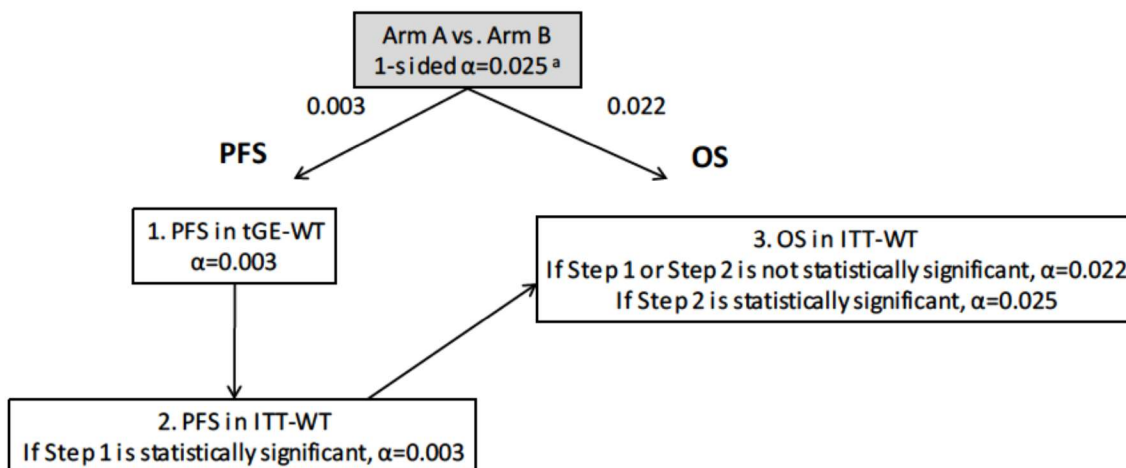 Arm A vs. Arm B
1-sided α=0.025 a
0.003
0.022
PFS
OS
1. PFS in tGE-WT
α=0.003
3. OS in ITT-WT
If Step 1 or Step 2 is not statistically significant, α=0.022
If Step 2 is statistically significant, α=0.025
2. PFS in ITT-WT
If Step 1 is statistically significant, α=0.003